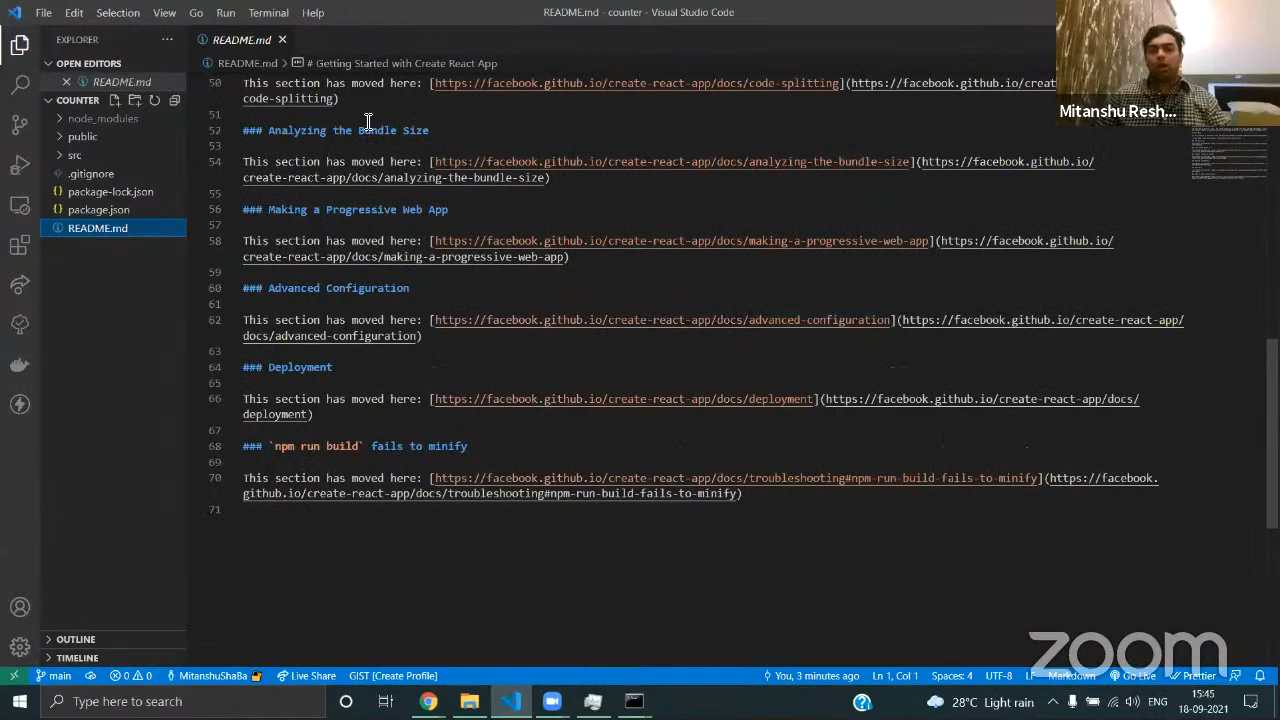 File Edit Selection View Go Run Terminal Help README.md - counter - Visual Studio Code
EXPLORER
README.md
OPEN EDITORS
README.md
COUNTER
node_modules
public
src
.gitignore
package-lock.json
package.json
README.md
OUTLINE
TIMELINE
README.md > # Getting Started with Create React App
50 This section has moved here: [https://facebook.github.io/create-react-app/docs/code-splitting](https://facebook.github.io/
code-splitting)
51
52 ### Analyzing the Bundle Size
53
54 This section has moved here: [https://facebook.github.io/create-react-app/docs/analyzing-the-bundle-size](https://facebook.github.io/
create-react-app/docs/analyzing-the-bundle-size)
55
56 ### Making a Progressive Web App
57
58 This section has moved here: [https://facebook.github.io/create-react-app/docs/making-a-progressive-web-app](https://facebook.github.io/
create-react-app/docs/making-a-progressive-web-app)
59
60 ### Advanced Configuration
61
62 This section has moved here: [https://facebook.github.io/create-react-app/docs/advanced-configuration](https://facebook.github.io/create-react-app/
docs/advanced-configuration)
63
64 ### Deployment
65
66 This section has moved here: [https://facebook.github.io/create-react-app/docs/deployment](https://facebook.github.io/create-react-app/docs/
deployment)
67
68 ### `npm run build` fails to minify
69
70 This section has moved here: [https://facebook.github.io/create-react-app/docs/troubleshooting#npm-run-build-fails-to-minify](https://facebook.
github.io/create-react-app/docs/troubleshooting#npm-run-build-fails-to-minify)
71
Mitanshu Resh...
zoom
main 0 0 MitanshuShaBa Live Share GIST [Create Profile] You, 3 minutes ago Ln 1, Col 1 Spaces: 4 UTF-8 LF Markdown Go Live Prettier
Type here to search 28°C Light rain ENG 15:45
18-09-2021